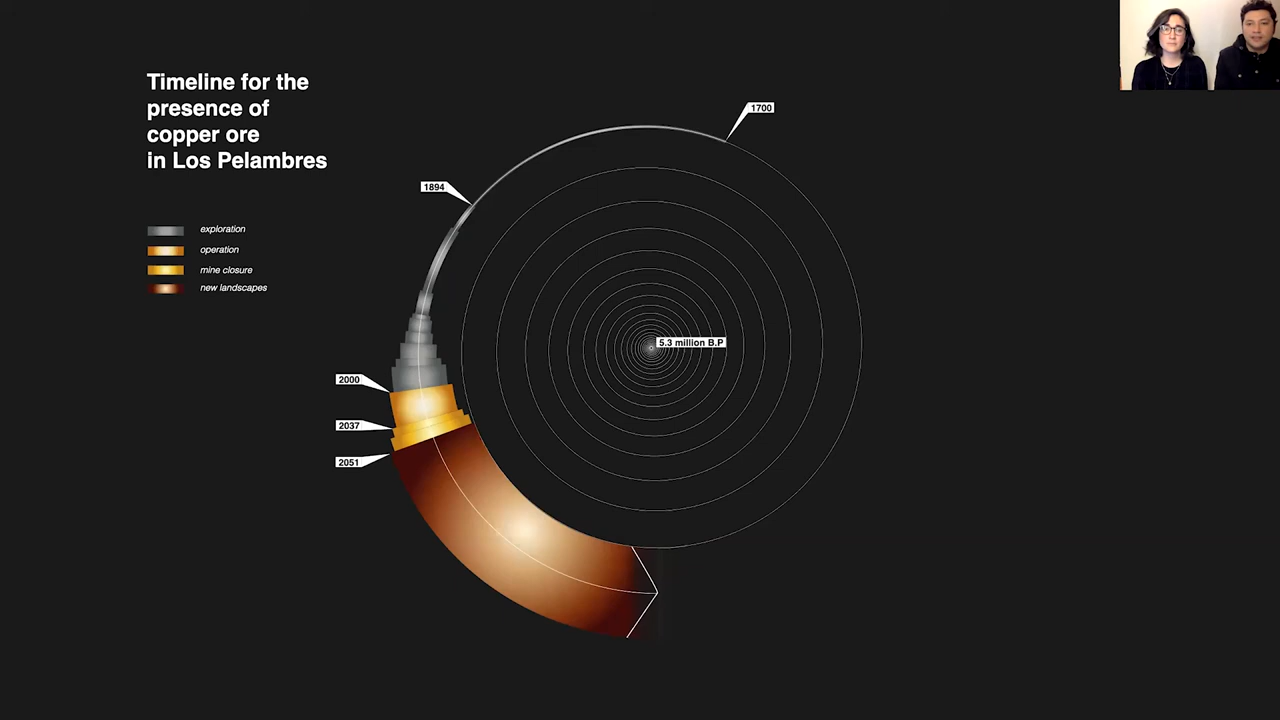 Timeline for the
presence of
copper ore
in Los Pelambres
exploration
operation
mine closure
new landscapes
1700
1894
5.3 million B.P
2000
2037
2051